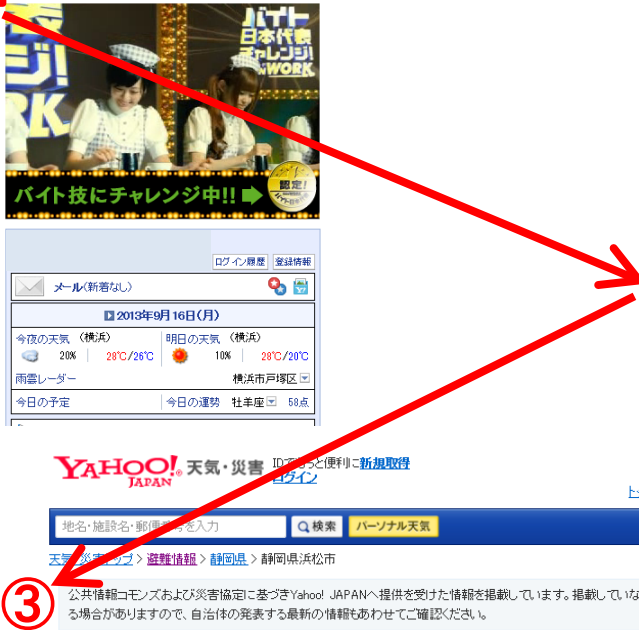 バイト
日本代表
チャレンジ!
WORK
ジ!
RK
バイト技にチャレンジ中!!
認定!
ログイン履歴 登録情報
メール(新着なし)
2013年9月16日(月)
今夜の天気 (横浜) 明日の天気 (横浜)
20% 28℃/26℃ 10% 28℃/20℃
雨雲レーダー 横浜市戸塚区
今日の予定 今日の運勢 牡羊座 58点
YAHOO! JAPAN 天気・災害 IDでもっと便利に新規取得
ログイン
地名・施設名・郵便番号を入力 検索 パーソナル天気
天気・災害トップ > 避難情報 > 静岡県 > 静岡県浜松市
③
公共情報コモンズおよび災害協定に基づきYahoo! JAPANへ提供を受けた情報を掲載しています。掲載していな
る場合がありますので、自治体の発表する最新の情報もあわせてご確認ください。